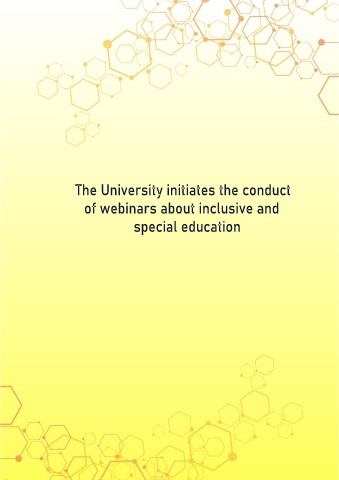 The University initiates the conduct
of webinars about inclusive and
special education